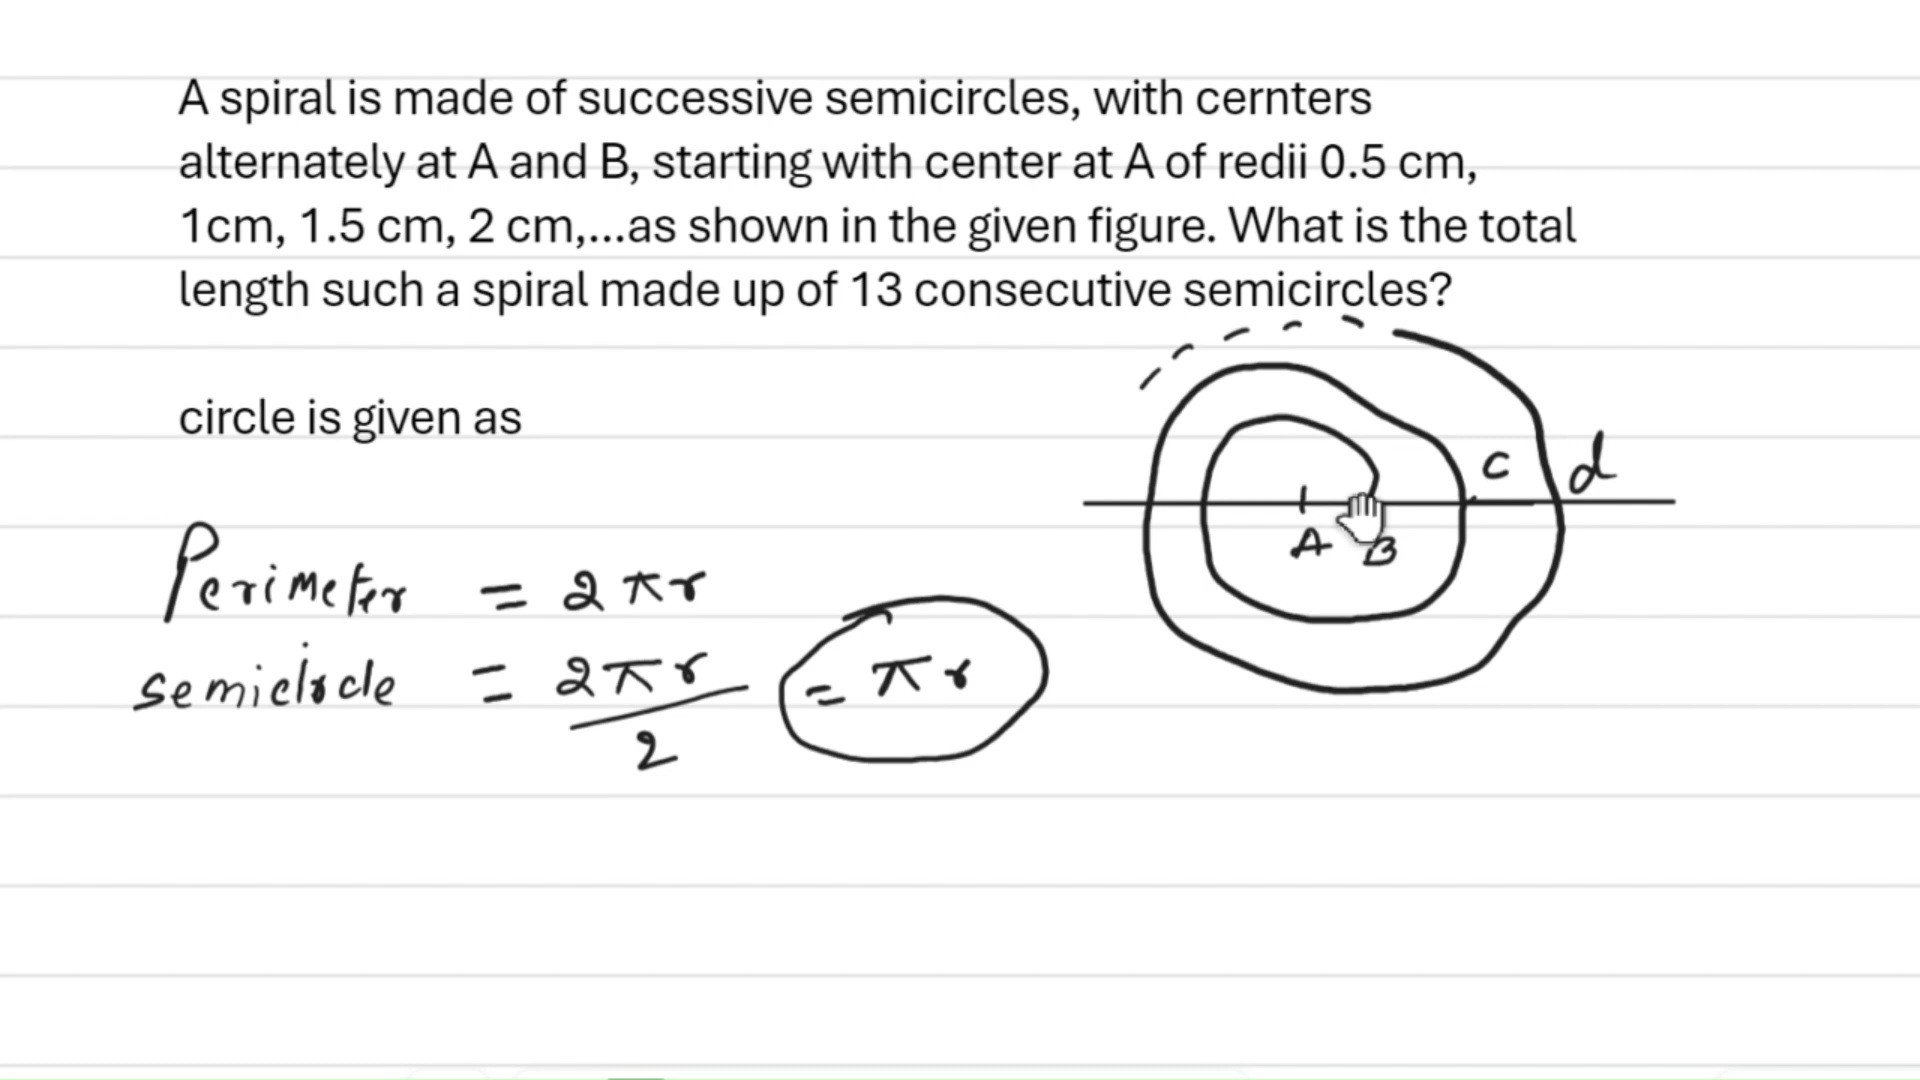 A spiral is made of successive semicircles, with cernters
alternately at A and B, starting with center at A of redii 0.5 cm,
1cm, 1.5 cm, 2 cm,...as shown in the given figure. What is the total
length such a spiral made up of 13 consecutive semicircles?
circle is given as
c d
A B
Perimeter = 2πr
semicircle = 2πr/2 = πr